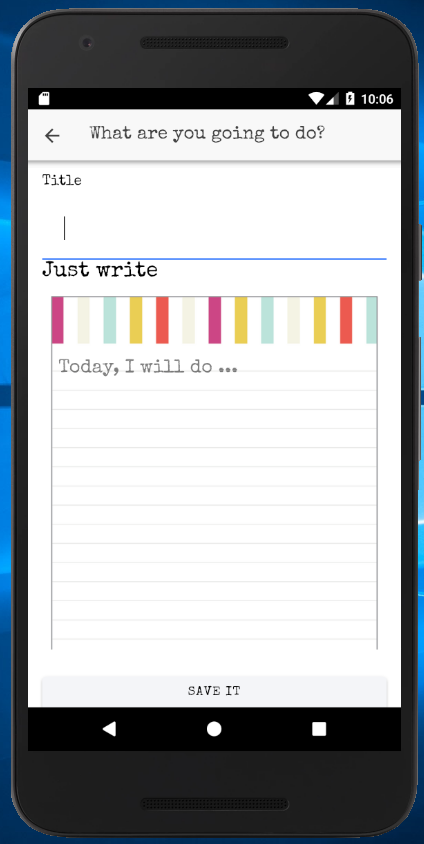 10:06
What are you going to do?
Title
Just write
Today, I will do ...
SAVE IT